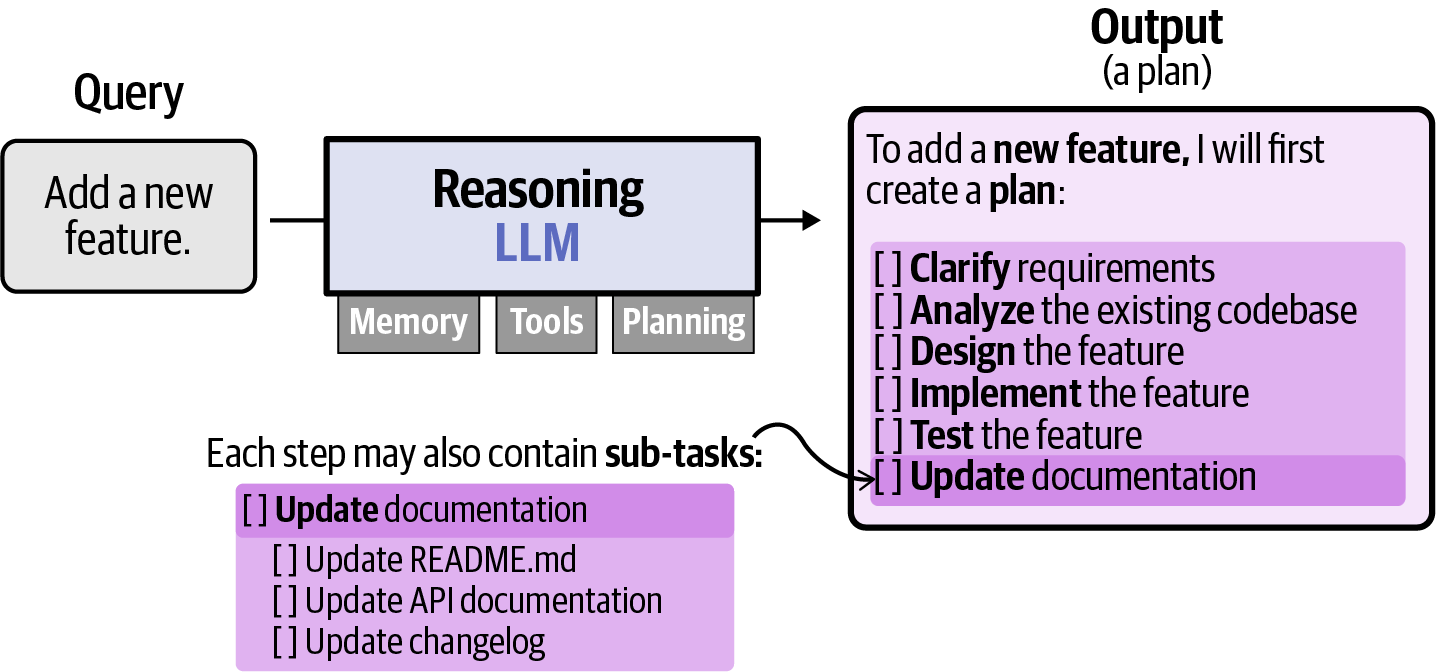 Query
Add a new
feature.
Reasoning
LLM
Memory
Tools
Planning
Output
(a plan)
To add a new feature, I will first
create a plan:
[ ] Clarify requirements
[ ] Analyze the existing codebase
[ ] Design the feature
[ ] Implement the feature
[ ] Test the feature
[ ] Update documentation
Each step may also contain sub-tasks:
[ ] Update documentation
[ ] Update README.md
[ ] Update API documentation
[ ] Update changelog